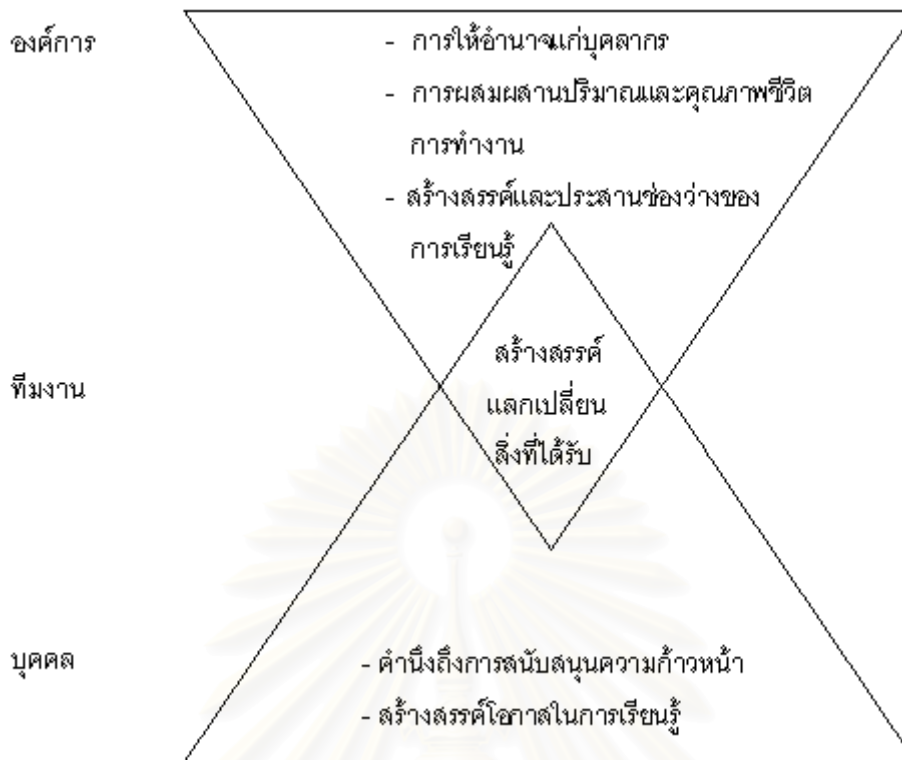 องค์การ
- การให้อำนาจแก่บุคลากร
- การผสมผสานปริมาณและคุณภาพชีวิต
การทำงาน
- สร้างสรรค์และประสานช่องว่างของ
การเรียนรู้
ทีมงาน
สร้างสรรค์
แลกเปลี่ยน
สิ่งที่ได้รับ
บุคคล
- คำนึงถึงการสนับสนุนความก้าวหน้า
- สร้างสรรค์โอกาสในการเรียนรู้